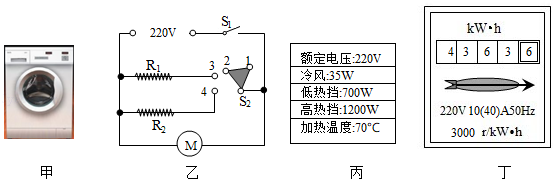 220V
S₁
R₁
3
2
1
4
S₂
R₂
M
额定电压:220V
冷风:35W
低热挡:700W
高热挡:1200W
加热温度:70°C
kW•h
4 3 6 3 6
220V 10(40)A50Hz
3000 r/kW•h
甲
乙
丙
丁